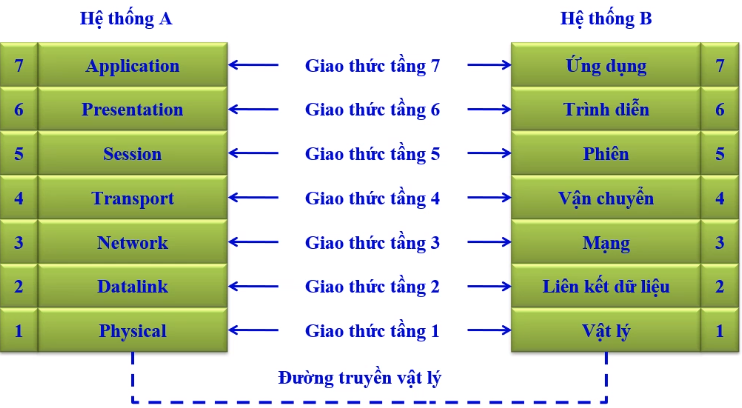 Hệ thống A Hệ thống B
7 Application Giao thức tầng 7 Ứng dụng 7
6 Presentation Giao thức tầng 6 Trình diễn 6
5 Session Giao thức tầng 5 Phiên 5
4 Transport Giao thức tầng 4 Vận chuyển 4
3 Network Giao thức tầng 3 Mạng 3
2 Datalink Giao thức tầng 2 Liên kết dữ liệu 2
1 Physical Giao thức tầng 1 Vật lý 1
Đường truyền vật lý